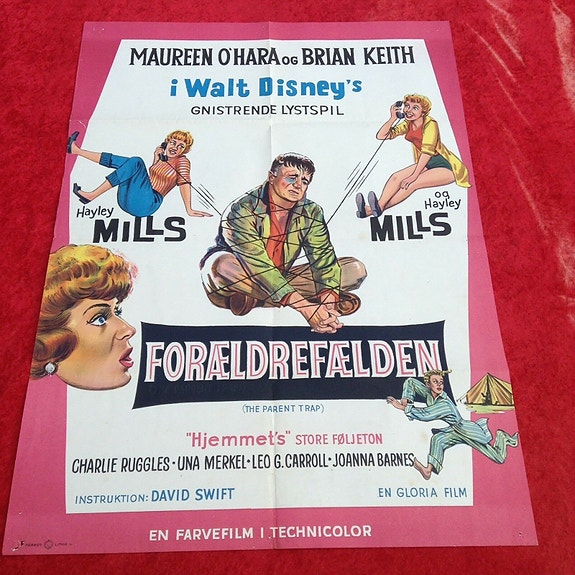 MAUREEN O'HARA OG BRIAN KEITH
i Walt Disney's
GNISTRENDE LYSTSPIL
Hayley
MILLS
og
Hayley
MILLS
FORÆLDREFÆLDEN
(THE PARENT TRAP)
"Hjemmet's" STORE FØLJETON
CHARLIE RUGGLES · UNA MERKEL · LEO G. CARROLL · JOANNA BARNES
INSTRUKTION: DAVID SWIFT
EN GLORIA FILM
EN FARVEFILM I TECHNICOLOR